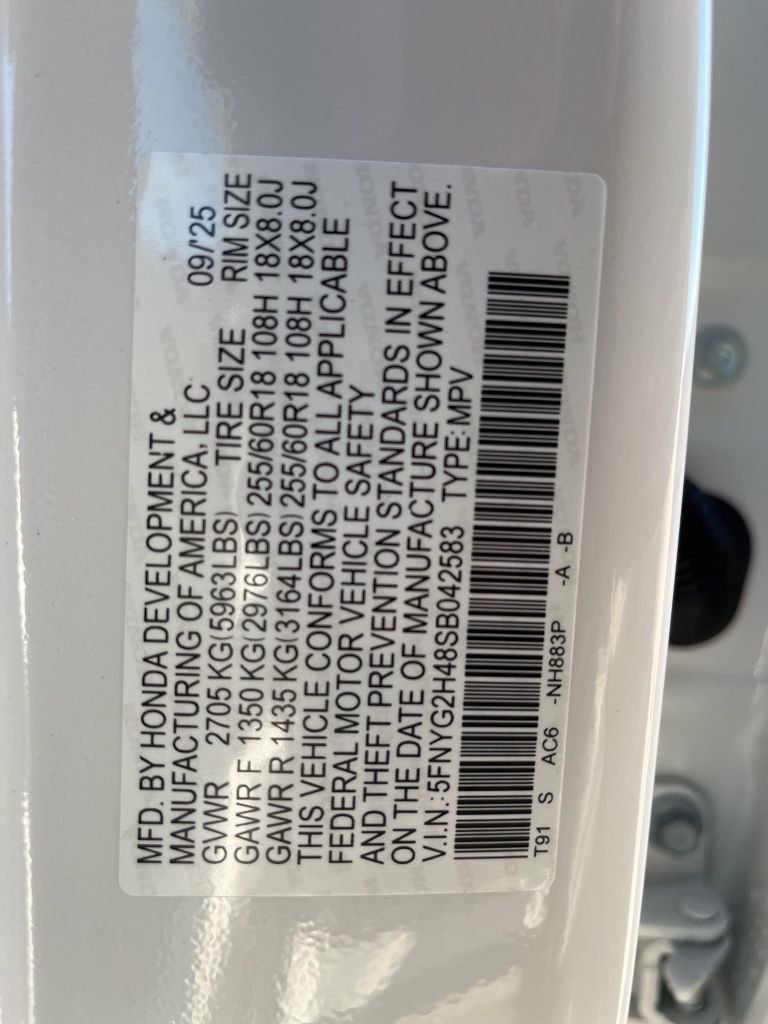 MFD. BY HONDA DEVELOPMENT &
MANUFACTURING OF AMERICA, LLC 09/'25
GVWR 2705 KG(5963LBS) TIRE SIZE RIM SIZE
GAWR F 1350 KG(2976LBS) 255/60R18 108H 18X8.0J
GAWR R 1435 KG(3164LBS) 255/60R18 108H 18X8.0J
THIS VEHICLE CONFORMS TO ALL APPLICABLE
FEDERAL MOTOR VEHICLE SAFETY
AND THEFT PREVENTION STANDARDS IN EFFECT
ON THE DATE OF MANUFACTURE SHOWN ABOVE.
V.I.N.:5FNYG2H48SB042583 TYPE:MPV
T91 S AC6 -NH883P -A -B